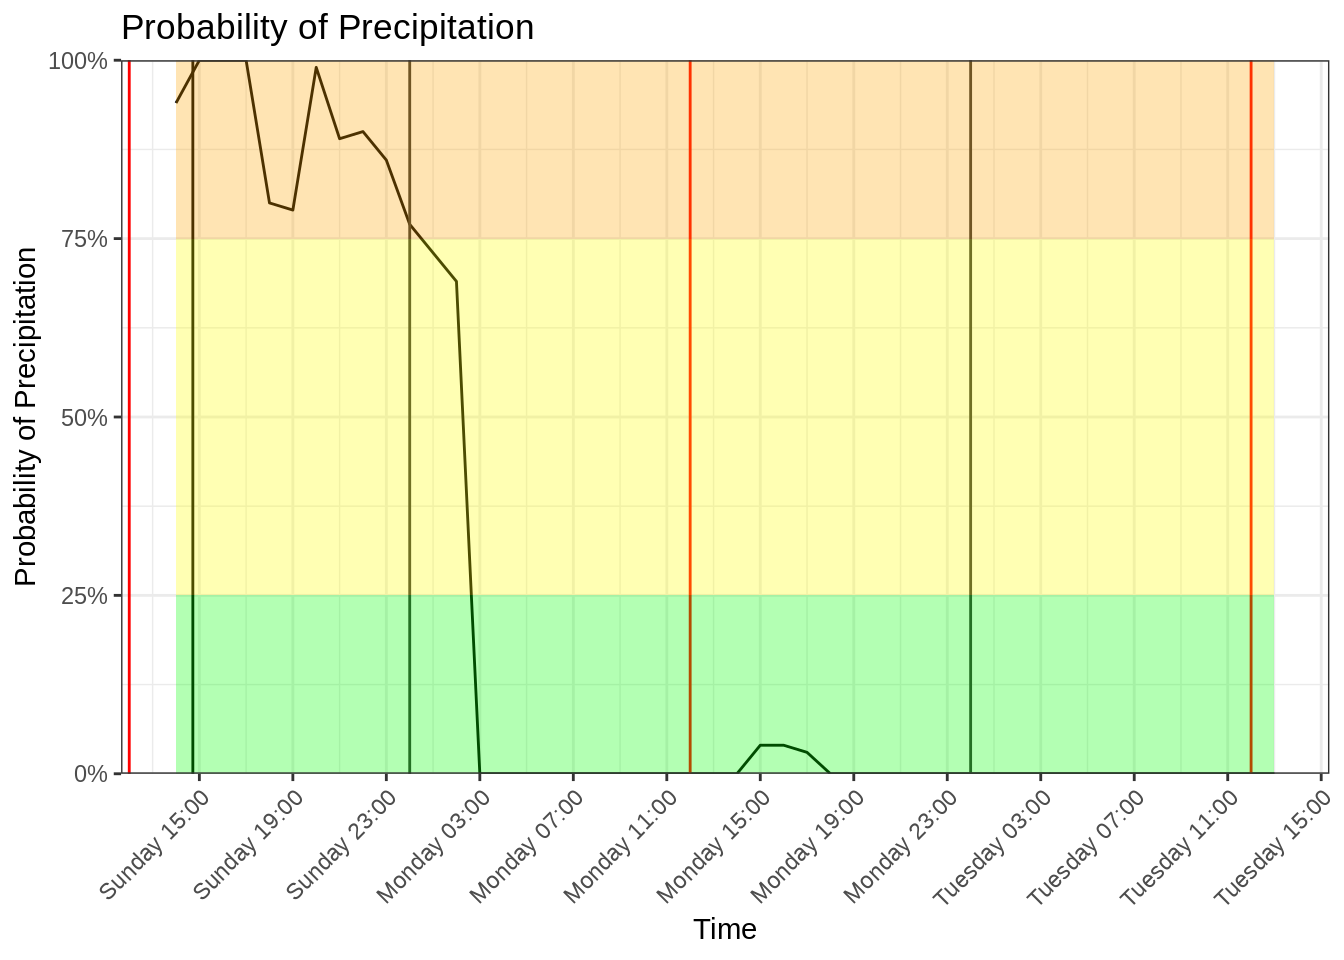 Probability of Precipitation
Probability of Precipitation
100%
75%
50%
25%
0%
Sunday 15:00
Sunday 19:00
Sunday 23:00
Monday 03:00
Monday 07:00
Monday 11:00
Monday 15:00
Monday 19:00
Monday 23:00
Tuesday 03:00
Tuesday 07:00
Tuesday 11:00
Tuesday 15:00
Time